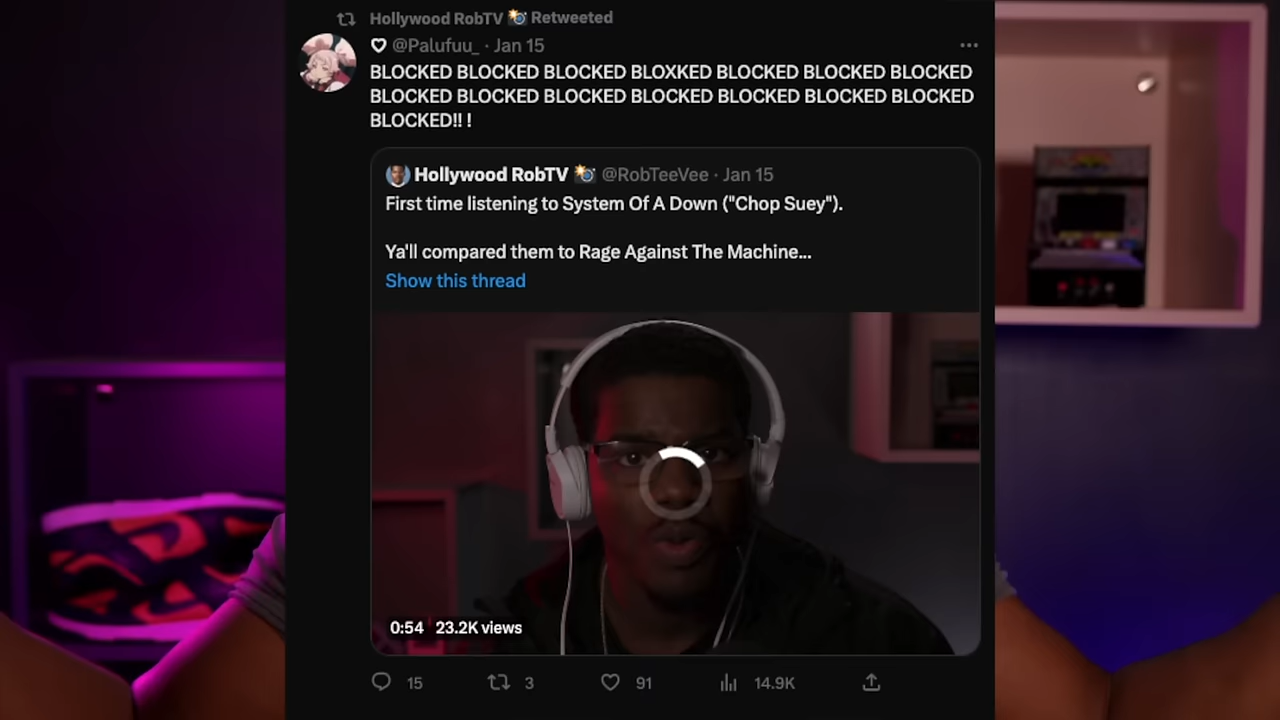 Hollywood RobTV 📸 Retweeted
@Palufuu_ · Jan 15
BLOCKED BLOCKED BLOCKED BLOXKED BLOCKED BLOCKED BLOCKED
BLOCKED BLOCKED BLOCKED BLOCKED BLOCKED BLOCKED BLOCKED
BLOCKED!! !
Hollywood RobTV 📸 @RobTeeVee · Jan 15
First time listening to System Of A Down ("Chop Suey").
Ya'll compared them to Rage Against The Machine...
Show this thread
0:54 23.2K views
15 3 91 14.9K